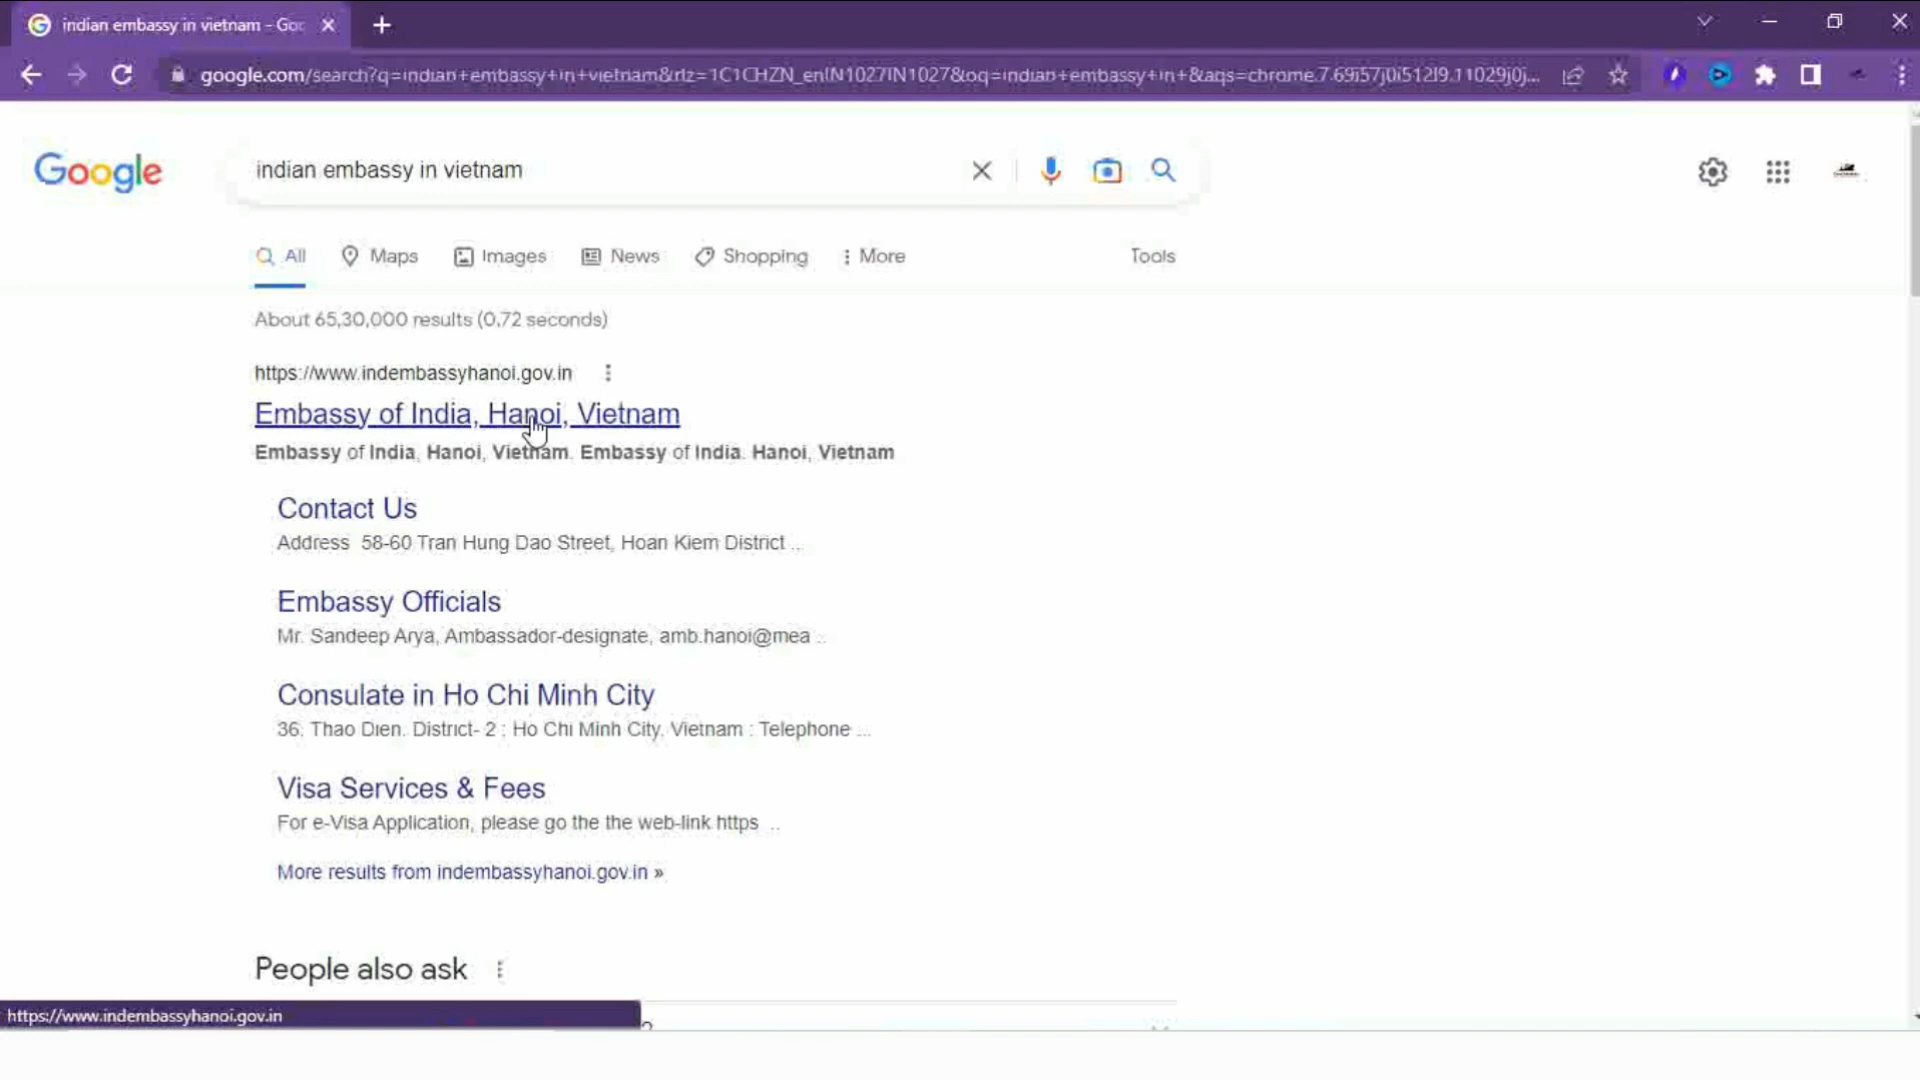 indian embassy in vietnam - Goo
google.com/search?q=indian+embassy+in+vietnam&rlz=1C1CHZN_enIN1027IN1027&oq=indian+embassy+in+&aqs=chrome.7.69i57j0i512l9.11029j0j...
Google
indian embassy in vietnam
All Maps Images News Shopping More Tools
About 65,30,000 results (0.72 seconds)
https://www.indembassyhanoi.gov.in
Embassy of India, Hanoi, Vietnam
Embassy of India, Hanoi, Vietnam. Embassy of India. Hanoi, Vietnam
Contact Us
Address 58-60 Tran Hung Dao Street, Hoan Kiem District ...
Embassy Officials
Mr. Sandeep Arya, Ambassador-designate, amb.hanoi@mea ...
Consulate in Ho Chi Minh City
36. Thao Dien. District- 2 : Ho Chi Minh City. Vietnam : Telephone ...
Visa Services & Fees
For e-Visa Application, please go the the web-link https ...
More results from indembassyhanoi.gov.in »
People also ask
https://www.indembassyhanoi.gov.in